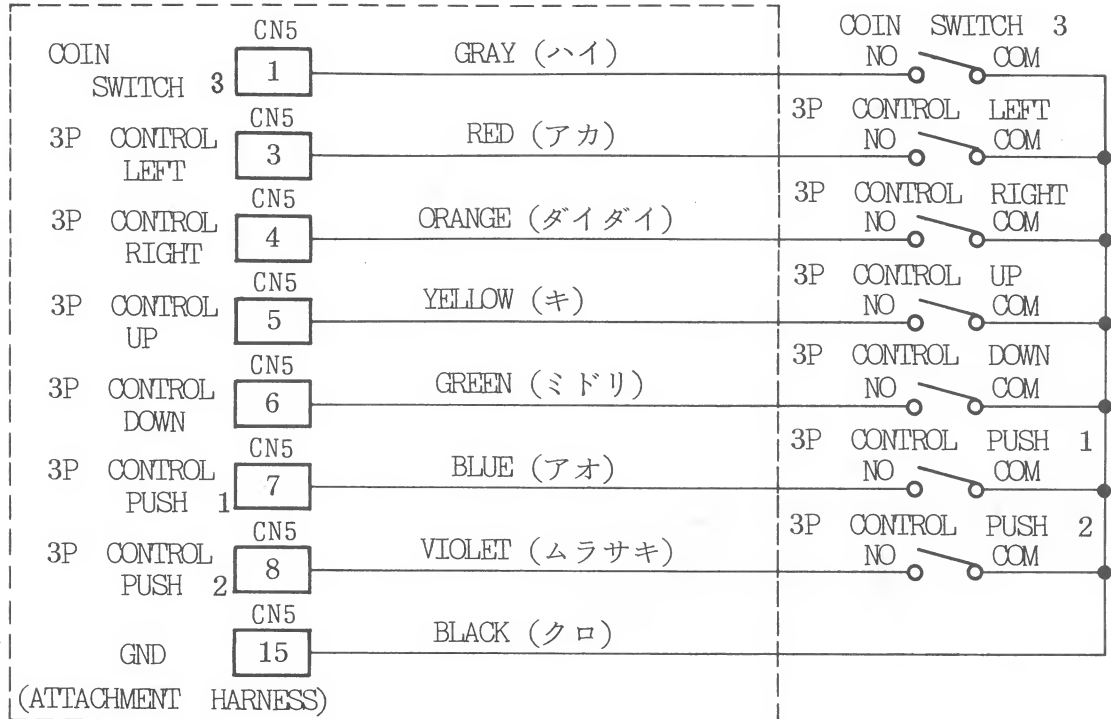 CN5
COIN
SWITCH 3
1
GRAY (ハイ)
COIN SWITCH 3
NO COM
CN5
3P CONTROL
LEFT
3
RED (アカ)
3P CONTROL LEFT
NO COM
3P CONTROL
RIGHT
CN5
4
ORANGE (ダイダイ)
3P CONTROL RIGHT
NO COM
3P CONTROL
UP
CN5
5
YELLOW (キ)
3P CONTROL UP
NO COM
3P CONTROL
DOWN
CN5
6
GREEN (ミドリ)
3P CONTROL DOWN
NO COM
3P CONTROL
PUSH 1
CN5
7
BLUE (アオ)
3P CONTROL PUSH 1
NO COM
3P CONTROL
PUSH 2
CN5
8
VIOLET (ムラサキ)
3P CONTROL PUSH 2
NO COM
CN5
GND
15
BLACK (クロ)
(ATTACHMENT HARNESS)